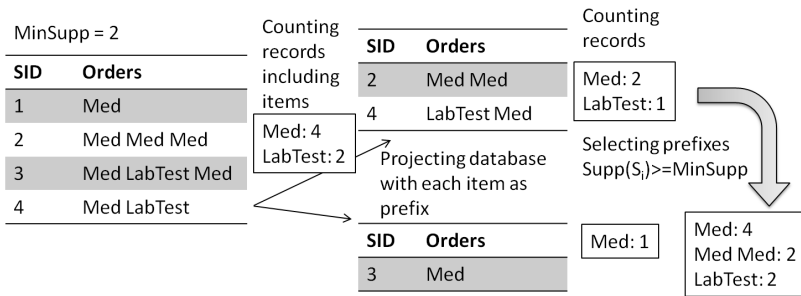 MinSupp = 2
SID Orders
1 Med
2 Med Med Med
3 Med LabTest Med
4 Med LabTest
Counting
records
including
items
Med: 4
LabTest: 2
SID Orders
2 Med Med
4 LabTest Med
Projecting database
with each item as
prefix
SID Orders
3 Med
Counting
records
Med: 2
LabTest: 1
Selecting prefixes
Supp(Si)>=MinSupp
Med: 1
Med: 4
Med Med: 2
LabTest: 2